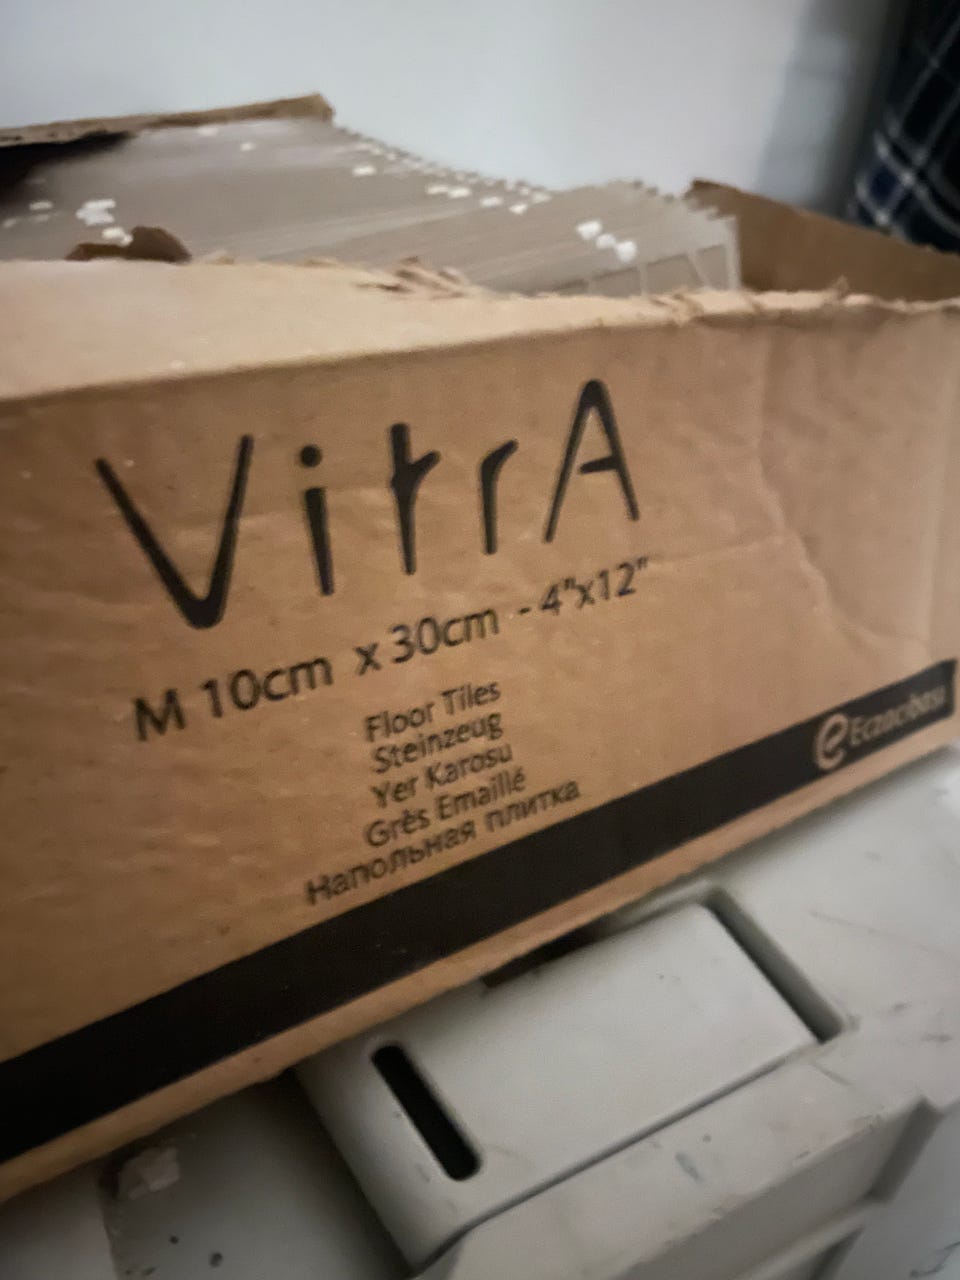 VitrA
M 10cm x 30cm - 4"x12"
Floor Tiles
Steinzeug
Yer Karosu
Grès Emaillé
Напольная плитка
Eczacıbaşı